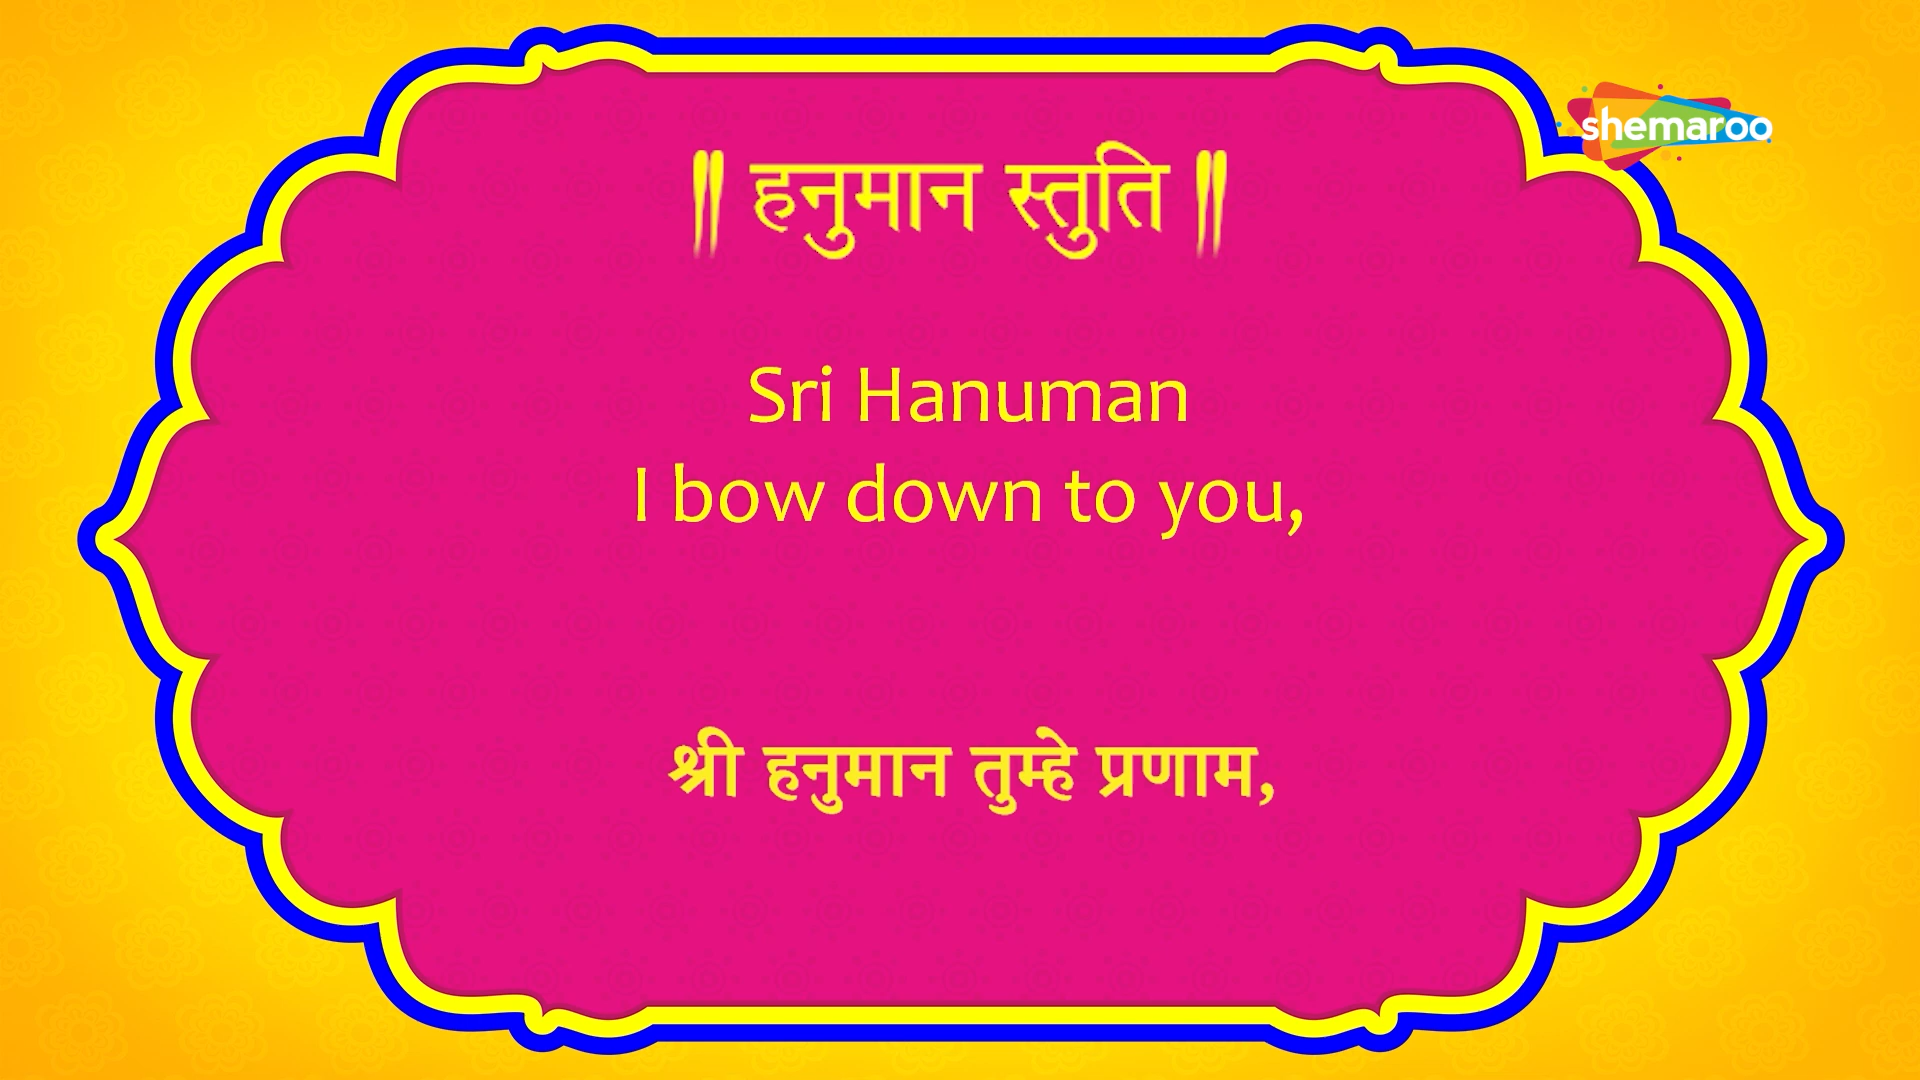 shemaroo
॥ हनुमान स्तुति ॥
Sri Hanuman
I bow down to you,
श्री हनुमान तुम्हे प्रणाम,